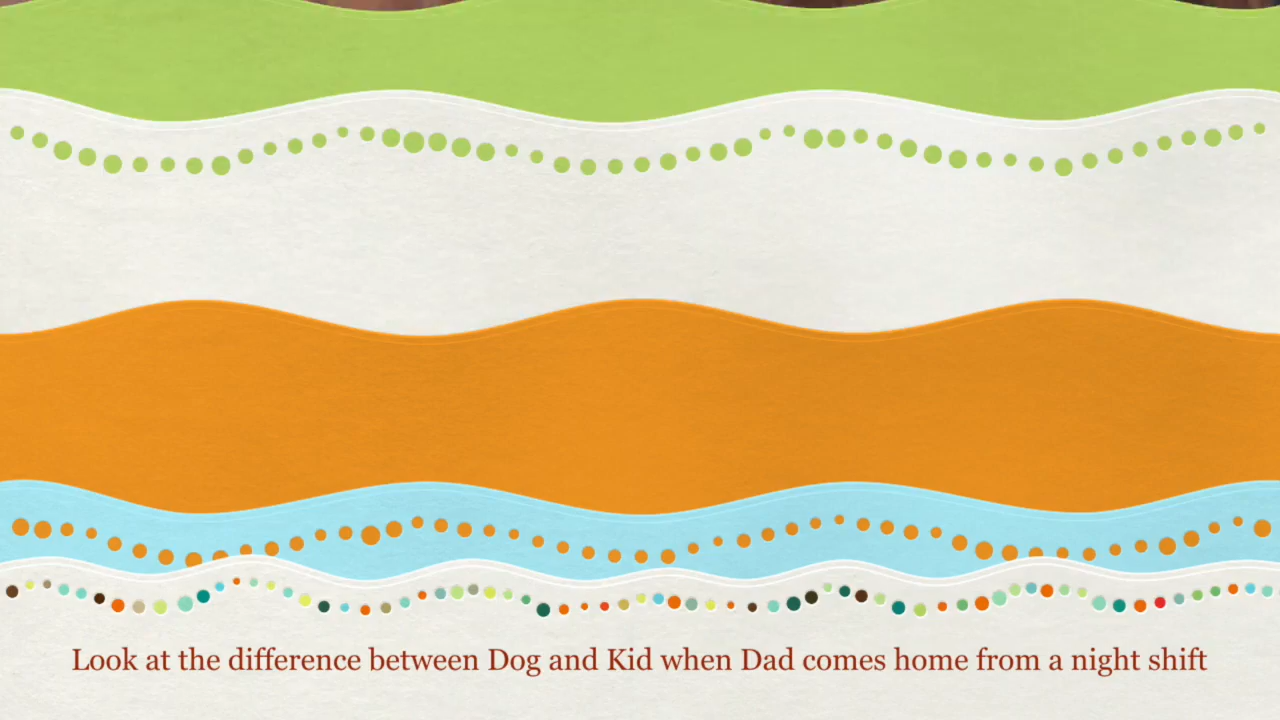 Look at the difference between Dog and Kid when Dad comes home from a night shift